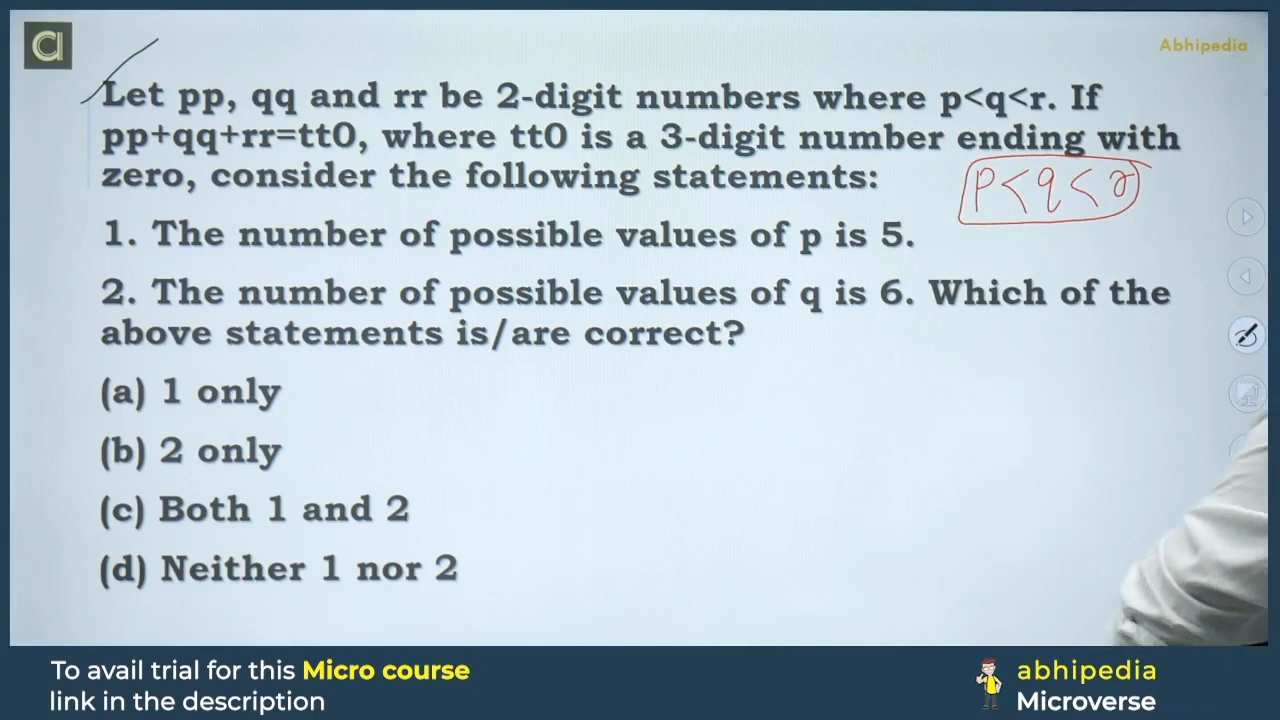 Abhipedia
Let pp, qq and rr be 2-digit numbers where p<q<r. If
pp+qq+rr=tt0, where tt0 is a 3-digit number ending with
zero, consider the following statements:
p<q<r
1. The number of possible values of p is 5.
2. The number of possible values of q is 6. Which of the
above statements is/are correct?
(a) 1 only
(b) 2 only
(c) Both 1 and 2
(d) Neither 1 nor 2
To avail trial for this Micro course
link in the description
abhipedia
Microverse